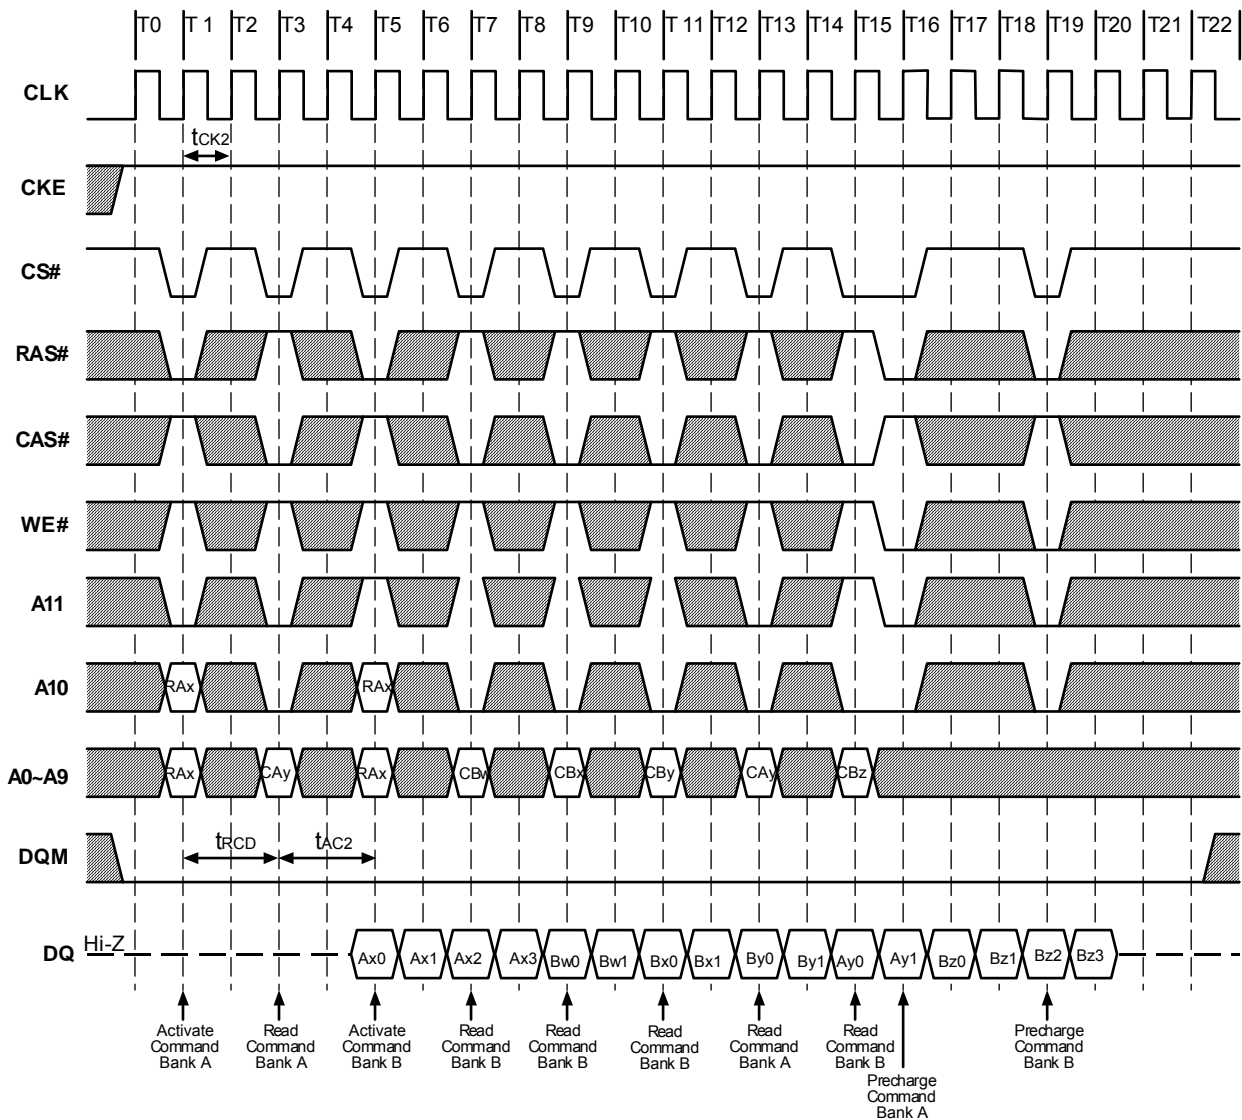 T0 T 1 T2 T3 T4 T5 T6 T7 T8 T9 T10 T 11 T12 T13 T14 T15 T16 T17 T18 T19 T20 T21 T22
CLK
tCK2
CKE
CS#
RAS#
CAS#
WE#
A11
A10 RAx RAx
A0~A9 RAx CAy RAx CBw CBx CBy CAy CBz
tRCD tAC2
DQM
DQ Hi-Z Ax0 Ax1 Ax2 Ax3 Bw0 Bw1 Bx0 Bx1 By0 By1 Ay0 Ay1 Bz0 Bz1 Bz2 Bz3
Activate Command Bank A
Read Command Bank A
Activate Command Bank B
Read Command Bank B
Read Command Bank B
Read Command Bank B
Read Command Bank A
Read Command Bank B
Precharge Command Bank A
Precharge Command Bank B